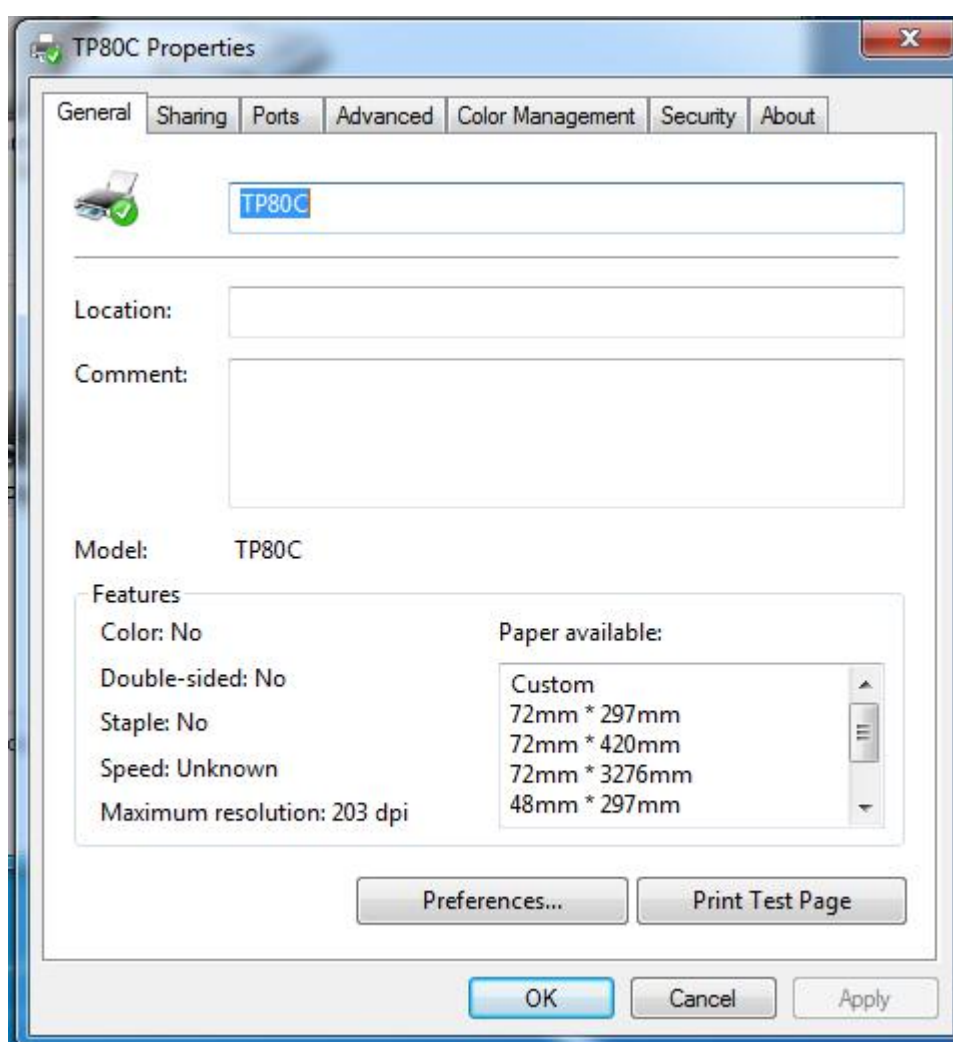 TP80C Properties
General Sharing Ports Advanced Color Management Security About
TP80C
Location:
Comment:
Model: TP80C
Features
Color: No
Double-sided: No
Staple: No
Speed: Unknown
Maximum resolution: 203 dpi
Paper available:
Custom
72mm * 297mm
72mm * 420mm
72mm * 3276mm
48mm * 297mm
Preferences... Print Test Page
OK Cancel Apply